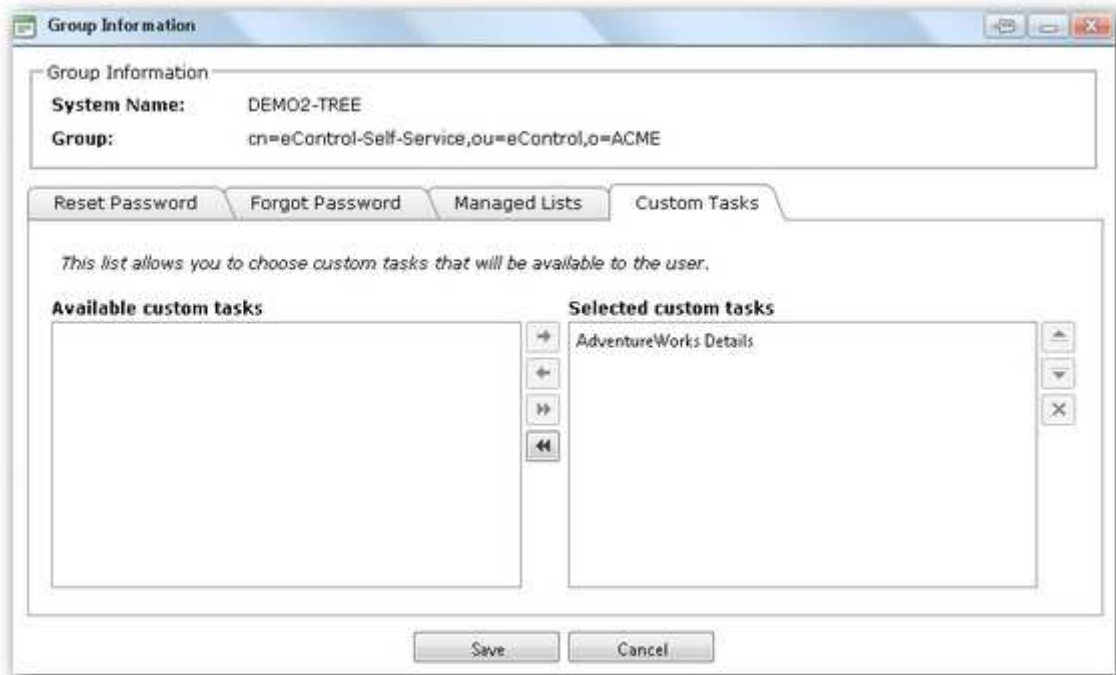 Group Information
Group Information
System Name: DEMO2-TREE
Group: cn=eControl-Self-Service,ou=eControl,o=ACME
Reset Password Forgot Password Managed Lists Custom Tasks
This list allows you to choose custom tasks that will be available to the user.
Available custom tasks Selected custom tasks
AdventureWorks Details
Save Cancel